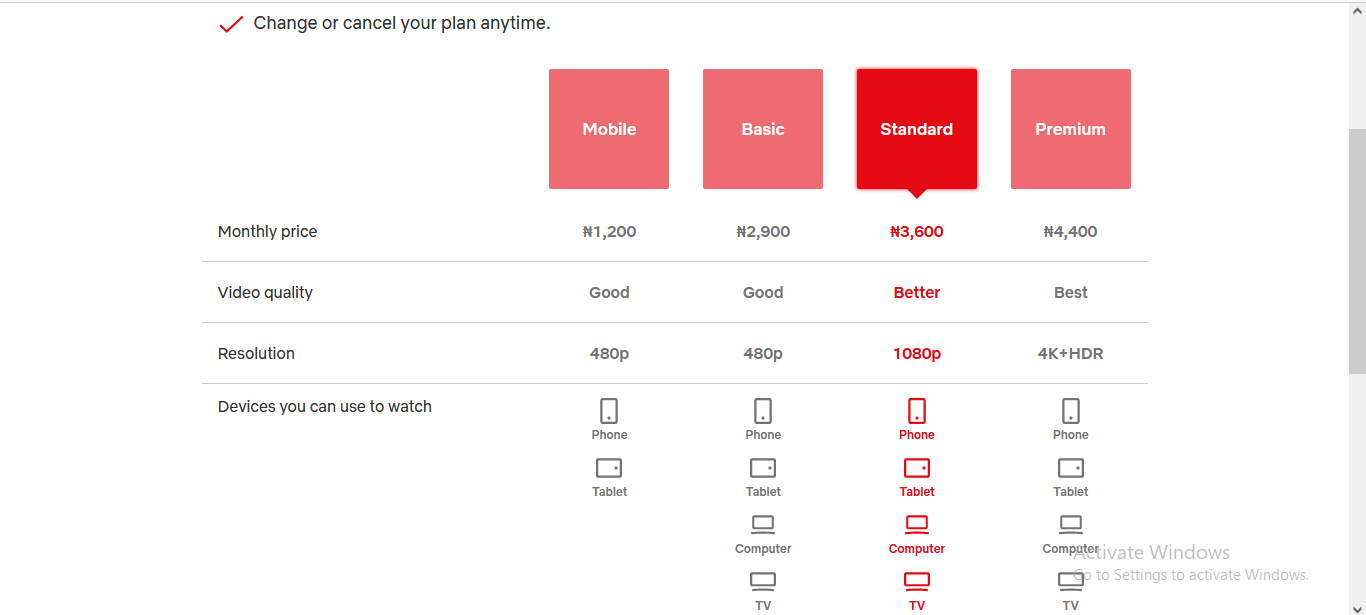 Change or cancel your plan anytime.
Mobile Basic Standard Premium
Monthly price ₦1,200 ₦2,900 ₦3,600 ₦4,400
Video quality Good Good Better Best
Resolution 480p 480p 1080p 4K+HDR
Devices you can use to watch
Phone Phone Phone Phone
Tablet Tablet Tablet Tablet
Computer Computer Computer
Activate Windows
Go to Settings to activate Windows.
TV TV TV